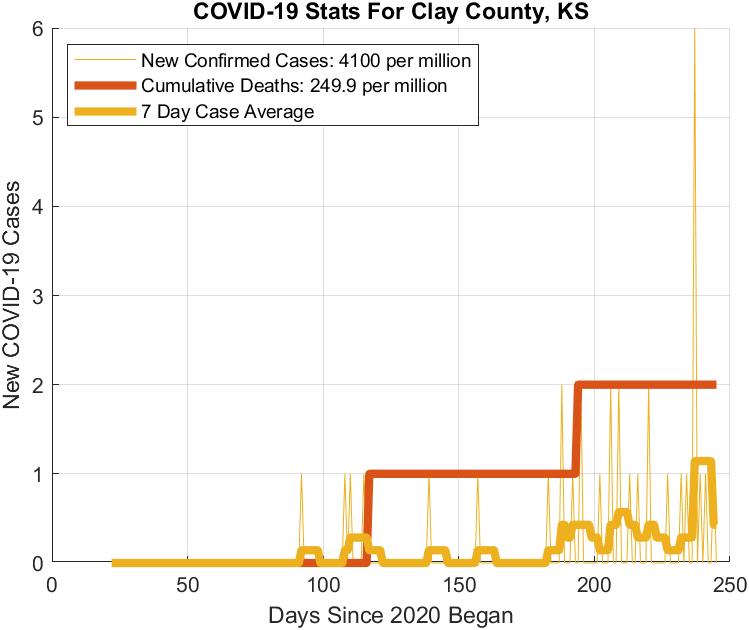 COVID-19 Stats For Clay County, KS
New Confirmed Cases: 4100 per million
Cumulative Deaths: 249.9 per million
7 Day Case Average
New COVID-19 Cases
6
5
4
3
2
1
0
0 50 100 150 200 250
Days Since 2020 Began